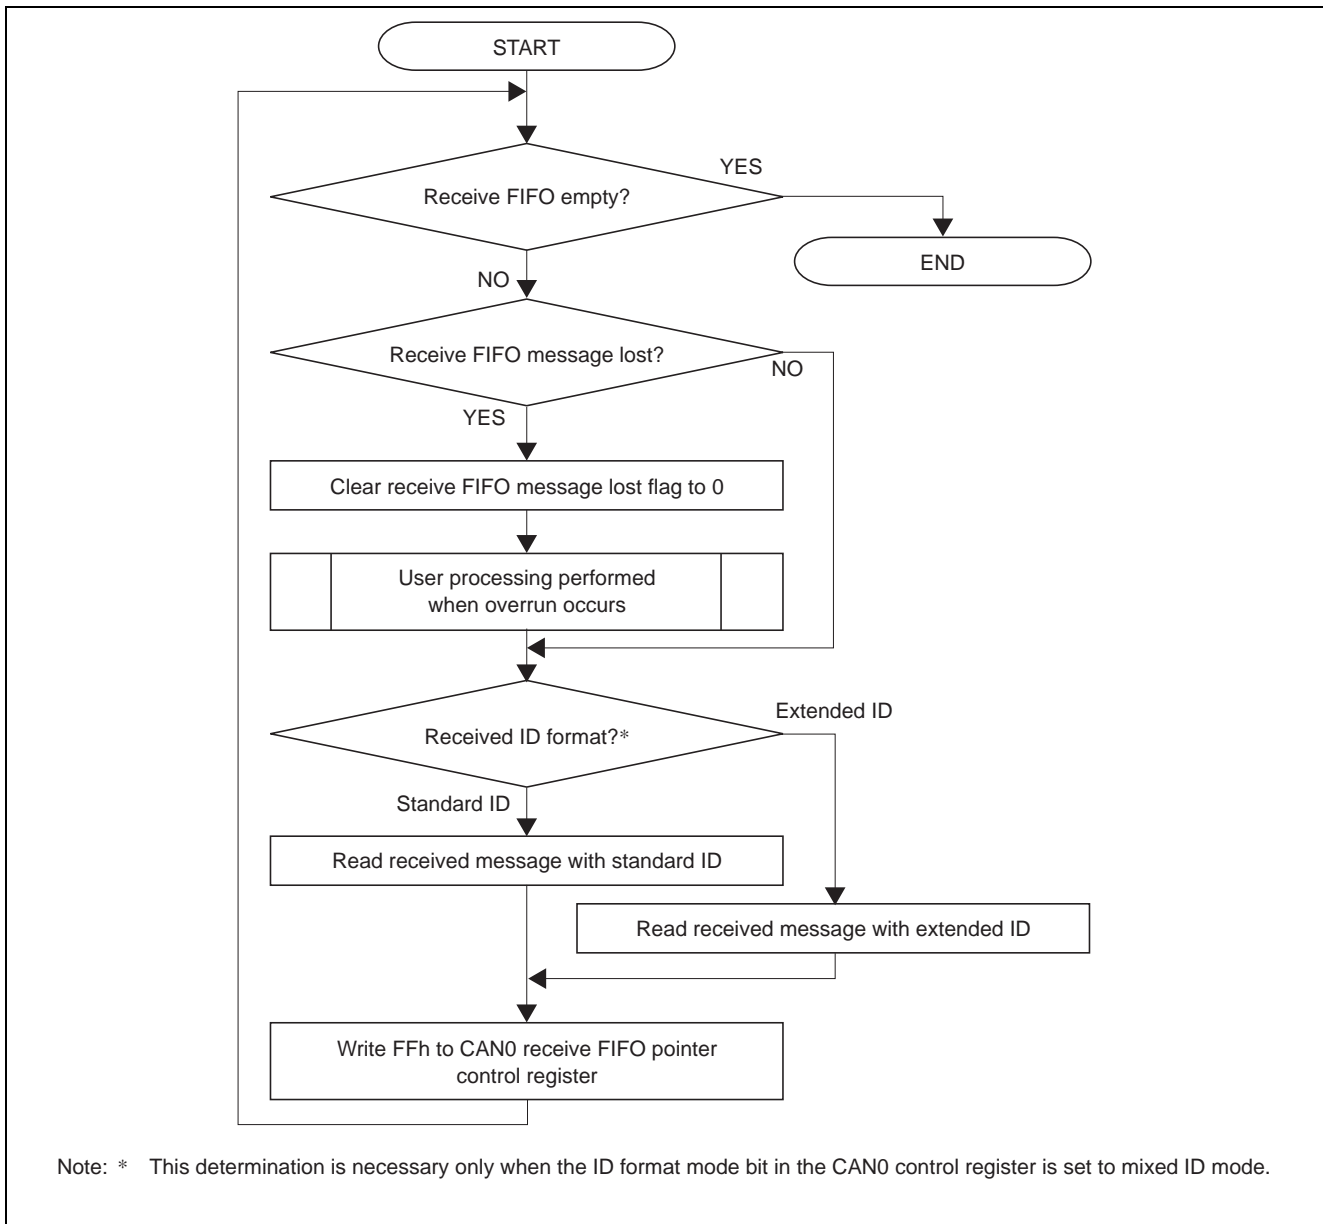 START
Receive FIFO empty?
YES
END
NO
Receive FIFO message lost?
NO
YES
Clear receive FIFO message lost flag to 0
User processing performed
when overrun occurs
Extended ID
Received ID format?*
Standard ID
Read received message with standard ID
Read received message with extended ID
Write FFh to CAN0 receive FIFO pointer
control register
Note: * This determination is necessary only when the ID format mode bit in the CAN0 control register is set to mixed ID mode.